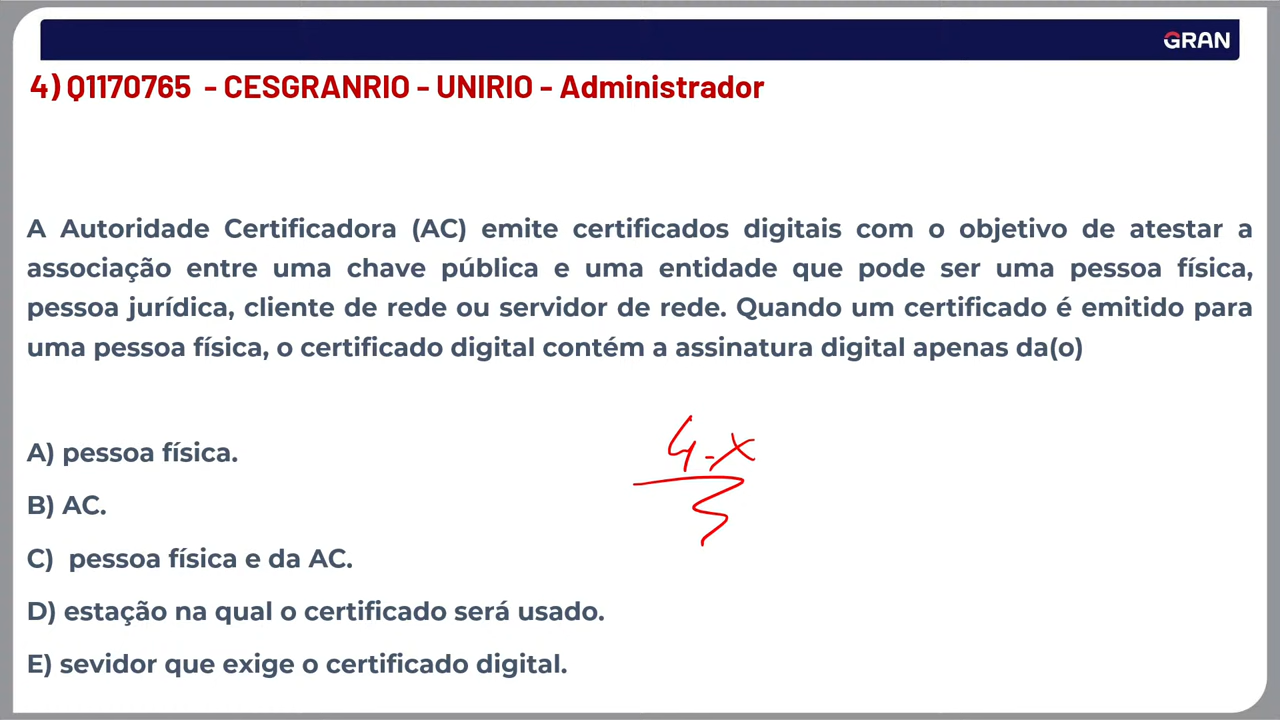 GRAN
4) Q1170765 - CESGRANRIO - UNIRIO - Administrador
A Autoridade Certificadora (AC) emite certificados digitais com o objetivo de atestar a
associação entre uma chave pública e uma entidade que pode ser uma pessoa física,
pessoa jurídica, cliente de rede ou servidor de rede. Quando um certificado é emitido para
uma pessoa física, o certificado digital contém a assinatura digital apenas da(o)
A) pessoa física.
B) AC.
4-x
C) pessoa física e da AC.
D) estação na qual o certificado será usado.
E) sevidor que exige o certificado digital.